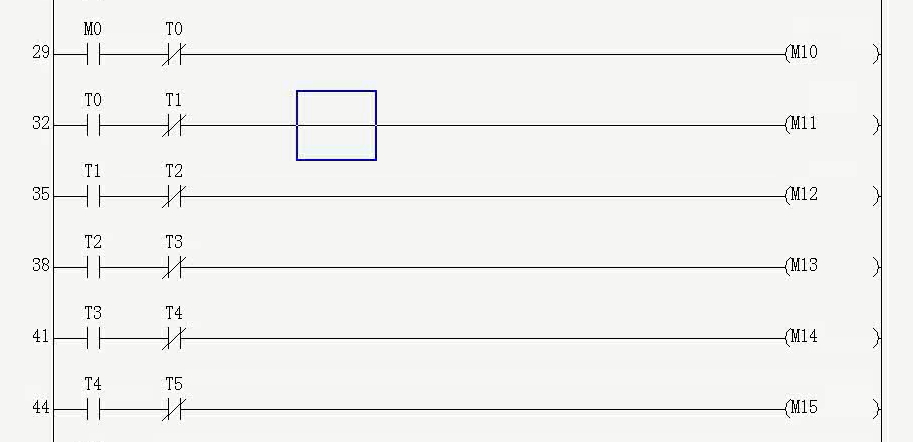 M0 T0
29 (M10 )
T0 T1
32 (M11 )
T1 T2
35 (M12 )
T2 T3
38 (M13 )
T3 T4
41 (M14 )
T4 T5
44 (M15 )